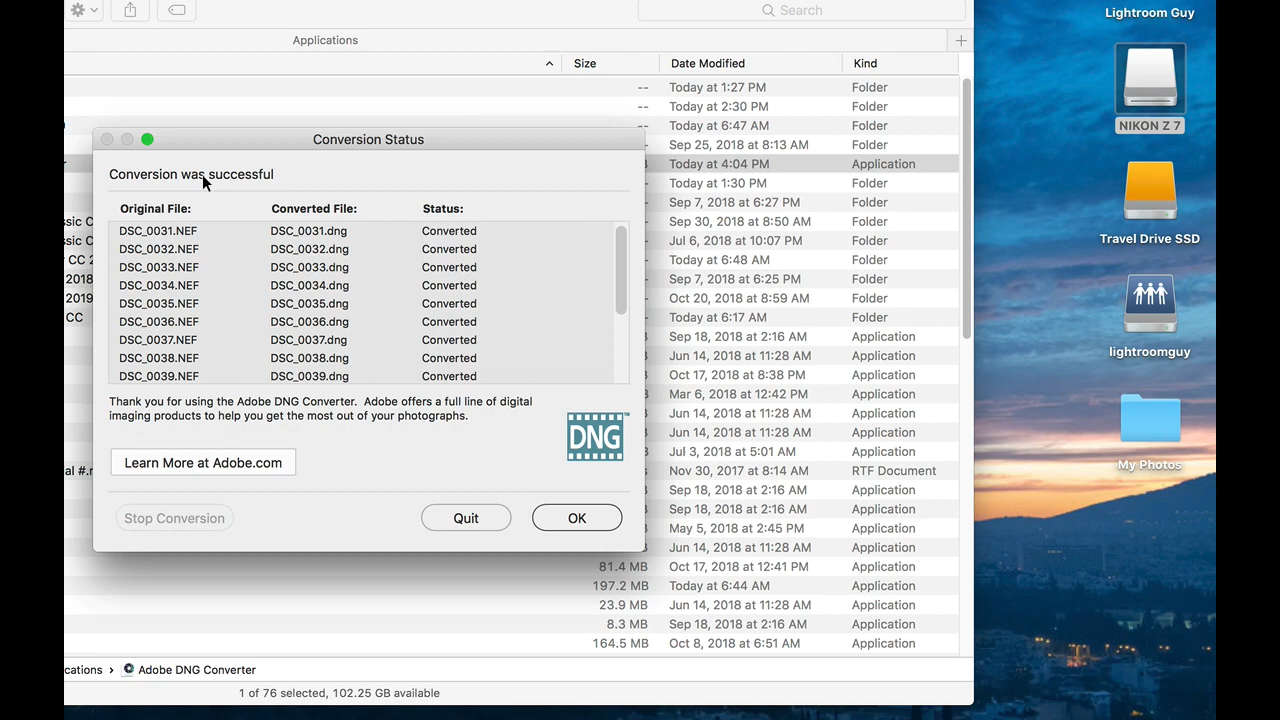 Search
Applications
Size Date Modified Kind
-- Today at 1:27 PM Folder
-- Today at 2:30 PM Folder
Today at 6:47 AM Folder
Sep 25, 2018 at 8:13 AM Folder
Today at 4:04 PM Application
Today at 1:30 PM Folder
Sep 7, 2018 at 6:27 PM Folder
ssic C Sep 30, 2018 at 8:50 AM Folder
assic C Jul 6, 2018 at 10:07 PM Folder
CC 2 Today at 6:48 AM Folder
2018 Sep 7, 2018 at 6:25 PM Folder
2019 Oct 20, 2018 at 8:59 AM Folder
CC Today at 6:17 AM Folder
Sep 18, 2018 at 2:16 AM Application
Jun 14, 2018 at 11:28 AM Application
Oct 17, 2018 at 8:38 PM Application
Mar 6, 2018 at 12:42 PM Application
Jun 14, 2018 at 11:28 AM Application
Jun 14, 2018 at 11:28 AM Application
Jul 3, 2018 at 5:01 AM Application
al #.r Nov 30, 2017 at 8:14 AM RTF Document
Sep 18, 2018 at 2:16 AM Application
Sep 18, 2018 at 2:16 AM Application
May 5, 2018 at 2:45 PM Application
Jun 14, 2018 at 11:28 AM Application
81.4 MB Oct 17, 2018 at 12:41 PM Application
197.2 MB Today at 6:44 AM Application
23.9 MB Jun 14, 2018 at 11:28 AM Application
8.3 MB Sep 18, 2018 at 2:16 AM Application
164.5 MB Oct 8, 2018 at 6:51 AM Application
cations › Adobe DNG Converter
1 of 76 selected, 102.25 GB available
Conversion Status
Conversion was successful
Original File: Converted File: Status:
DSC_0031.NEF DSC_0031.dng Converted
DSC_0032.NEF DSC_0032.dng Converted
DSC_0033.NEF DSC_0033.dng Converted
DSC_0034.NEF DSC_0034.dng Converted
DSC_0035.NEF DSC_0035.dng Converted
DSC_0036.NEF DSC_0036.dng Converted
DSC_0037.NEF DSC_0037.dng Converted
DSC_0038.NEF DSC_0038.dng Converted
DSC_0039.NEF DSC_0039.dng Converted
Thank you for using the Adobe DNG Converter. Adobe offers a full line of digital
imaging products to help you get the most out of your photographs.
DNG™
Learn More at Adobe.com
Stop Conversion Quit OK
Lightroom Guy
NIKON Z 7
Travel Drive SSD
lightroomguy
My Photos